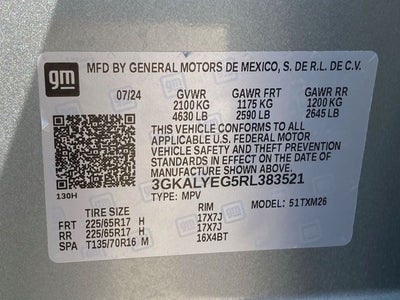 gm
MFD BY GENERAL MOTORS DE MEXICO, S. DE R.L. DE C.V.
07/24 GVWR GAWR FRT GAWR RR
2100 KG 1175 KG 1200 KG
4630 LB 2590 LB 2645 LB
THIS VEHICLE CONFORMS TO ALL
APPLICABLE U.S. FEDERAL MOTOR
VEHICLE SAFETY, BUMPER, AND
THEFT PREVENTION STANDARDS
IN EFFECT ON THE DATE OF
MANUFACTURE SHOWN ABOVE.
3GKALYEG5RL383521
130H TYPE: MPV MODEL: 51TXM26
TIRE SIZE RIM
FRT 225/65R17 H 17X7J
RR 225/65R17 H 17X7J
SPA T135/70R16 M 16X4BT